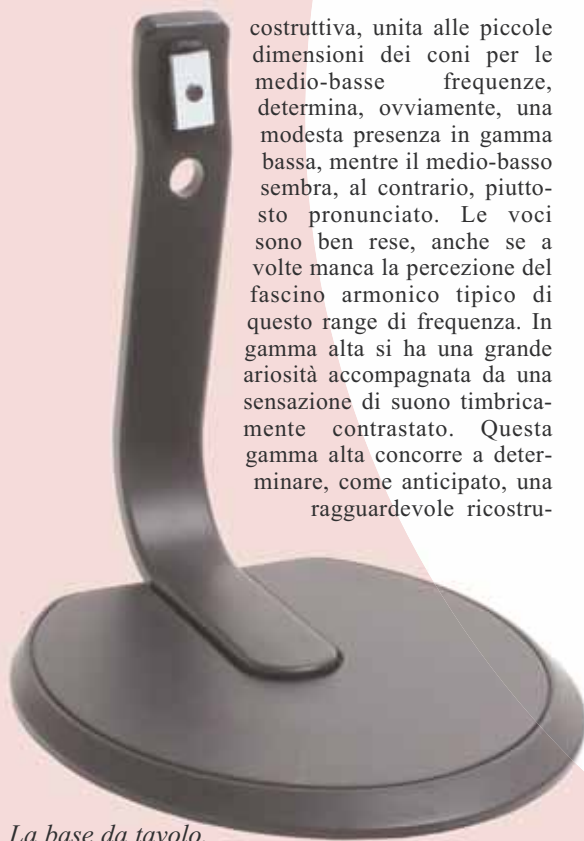 costruttiva, unita alle piccole
dimensioni dei coni per le
medio-basse frequenze,
determina, ovviamente, una
modesta presenza in gamma
bassa, mentre il medio-basso
sembra, al contrario, piutto-
sto pronunciato. Le voci
sono ben rese, anche se a
volte manca la percezione del
fascino armonico tipico di
questo range di frequenza. In
gamma alta si ha una grande
ariosità accompagnata da una
sensazione di suono timbrica-
mente contrastato. Questa
gamma alta concorre a deter-
minare, come anticipato, una
ragguardevole ricostru-
La base da tavolo.